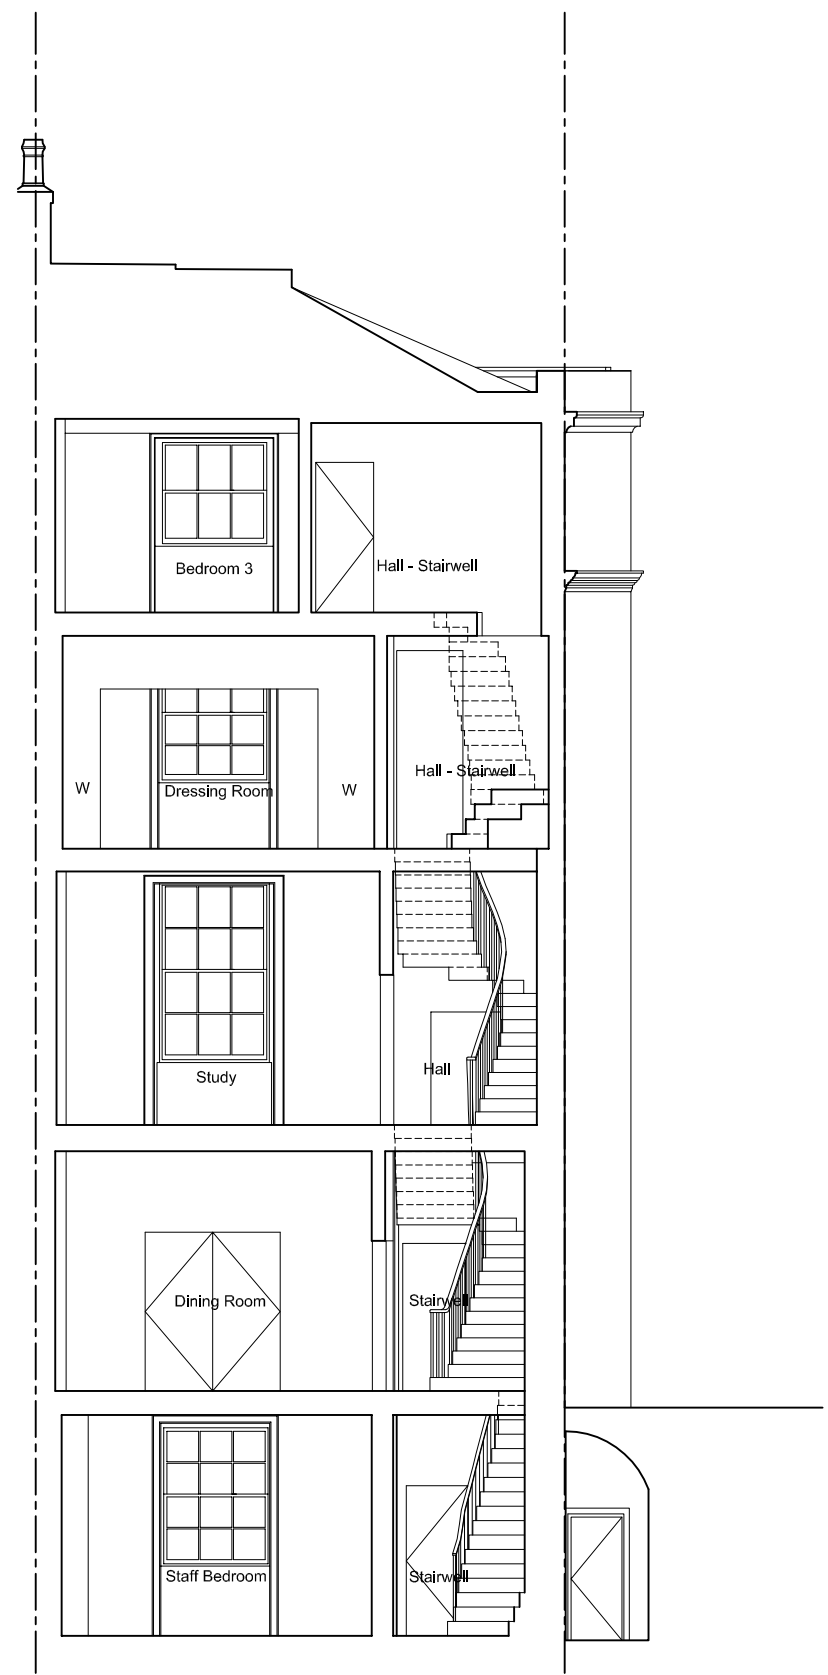 Bedroom 3
Hall - Stairwell
Hall - Stairwell
W
Dressing Room
W
Study
Hall
Dining Room
Stairwell
Staff Bedroom
Stairwell